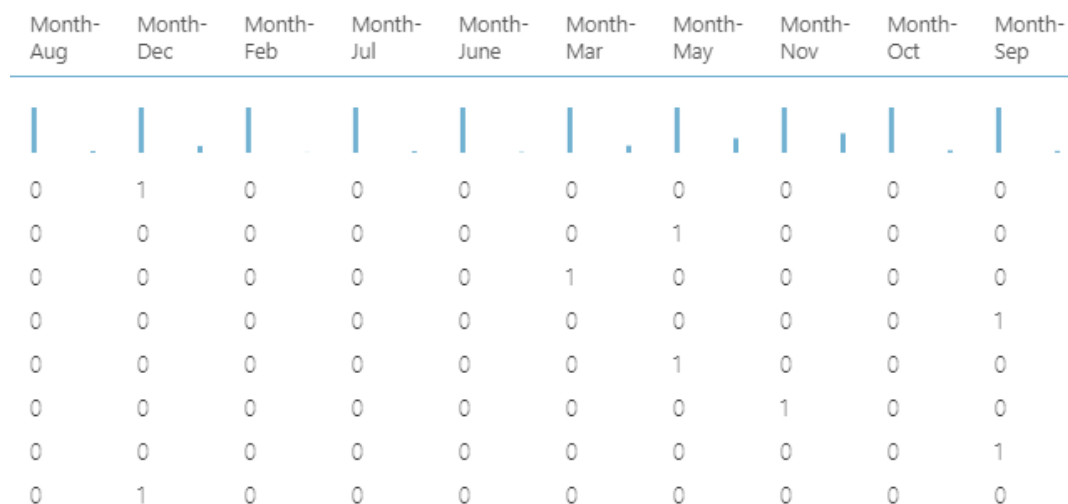 Month- Month- Month- Month- Month- Month- Month- Month- Month- Month-
Aug Dec Feb Jul June Mar May Nov Oct Sep
0 1 0 0 0 0 0 0 0 0
0 0 0 0 0 0 1 0 0 0
0 0 0 0 0 1 0 0 0 0
0 0 0 0 0 0 0 0 0 1
0 0 0 0 0 0 1 0 0 0
0 0 0 0 0 0 0 1 0 0
0 0 0 0 0 0 0 0 0 1
0 1 0 0 0 0 0 0 0 0